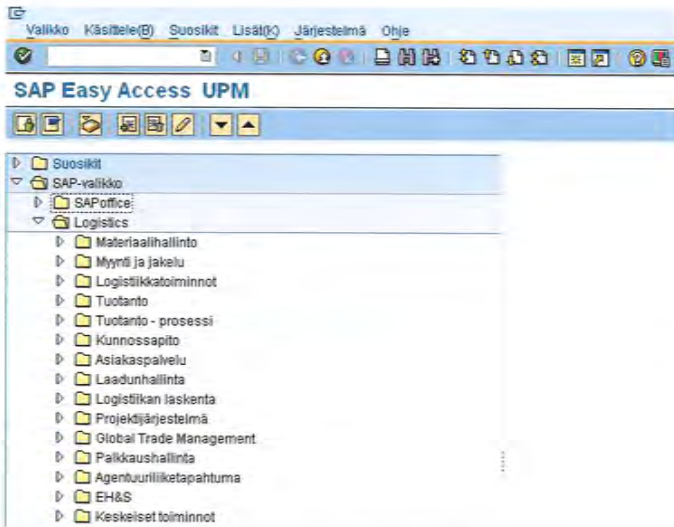 Valikko Käsittele(B) Suosikit Lisät(K) Järjestelmä Ohje
SAP Easy Access UPM
Suosikit
SAP-valikko
SAPoffice
Logistics
Materiaalihallinto
Myynti ja jakelu
Logistiikkatoiminnot
Tuotanto
Tuotanto - prosessi
Kunnossapito
Asiakaspalvelu
Laadunhallinta
Logistiikan laskenta
Projektijärjestelmä
Global Trade Management
Palkkaushallinta
Agentuuriliiketapahtuma
EH&S
Keskeiset toiminnot